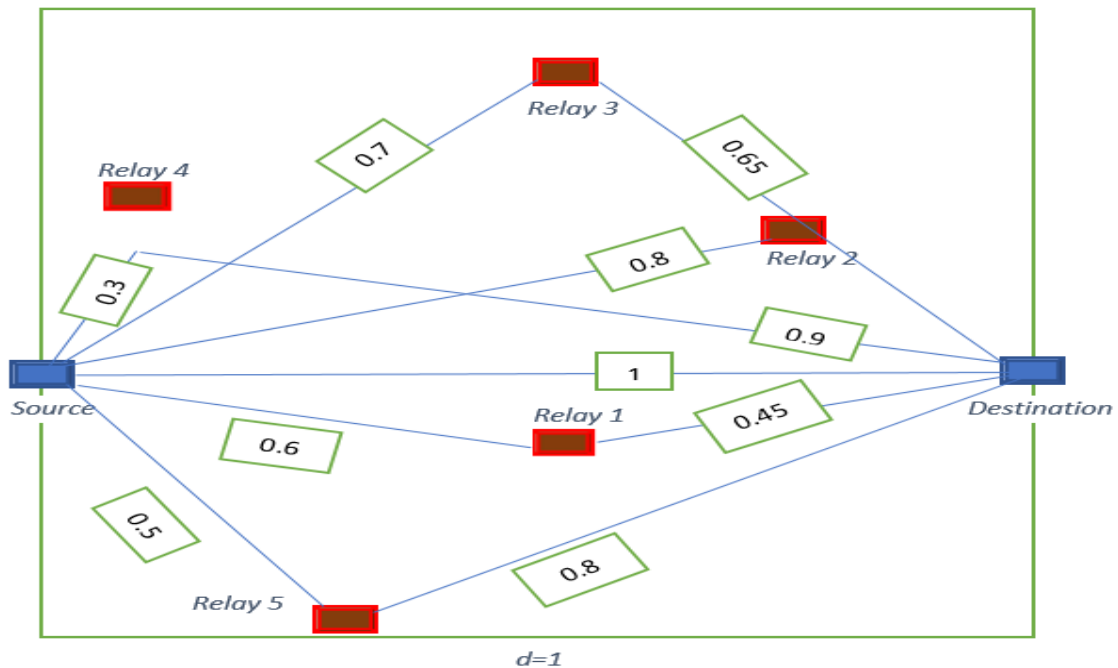 Relay 3
0.7
0.65
Relay 4
Relay 2
0.8
0.3
0.9
1
Source
Destination
Relay 1
0.45
0.6
0.5
0.8
Relay 5
d=1